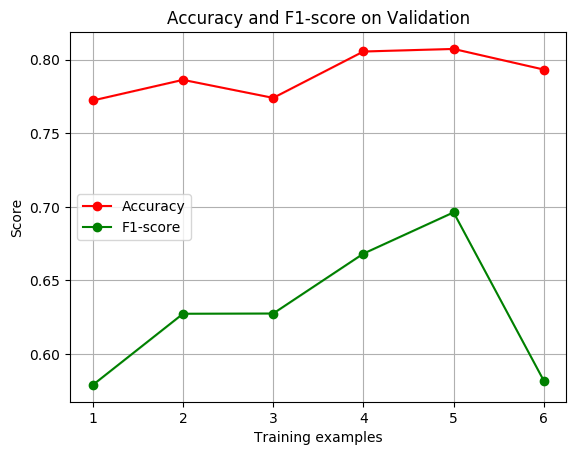 Accuracy and F1-score on Validation
0.80
0.75
0.70
0.65
0.60
Score
Accuracy
F1-score
1 2 3 4 5 6
Training examples